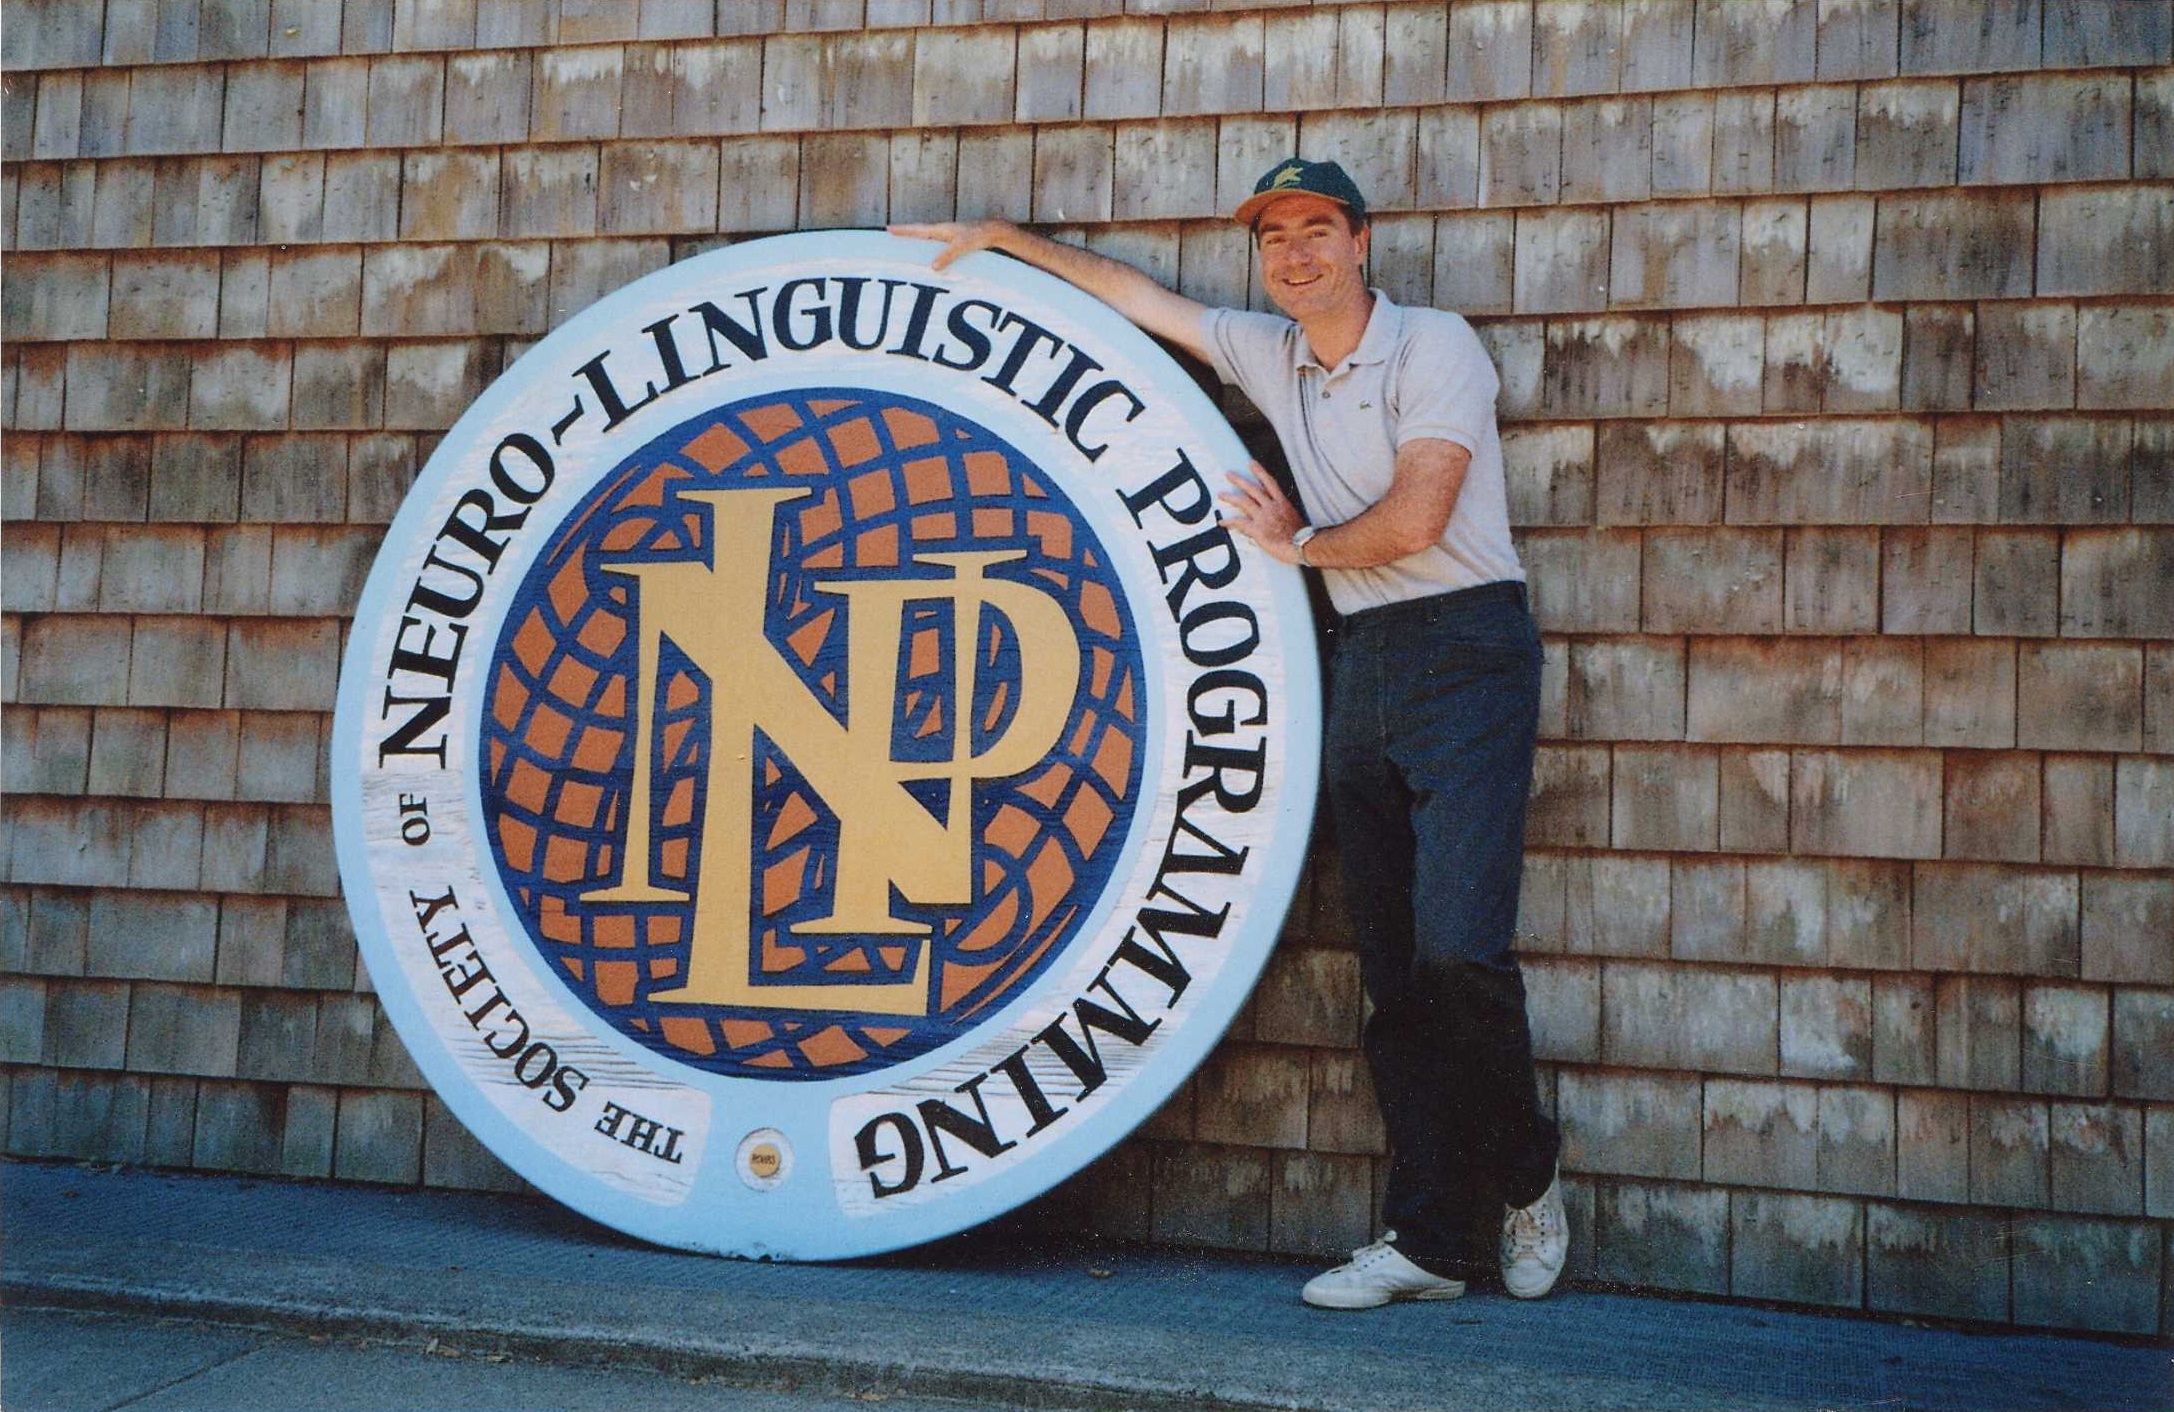 THE SOCIETY OF NEURO-LINGUISTIC PROGRAMMING
NLP